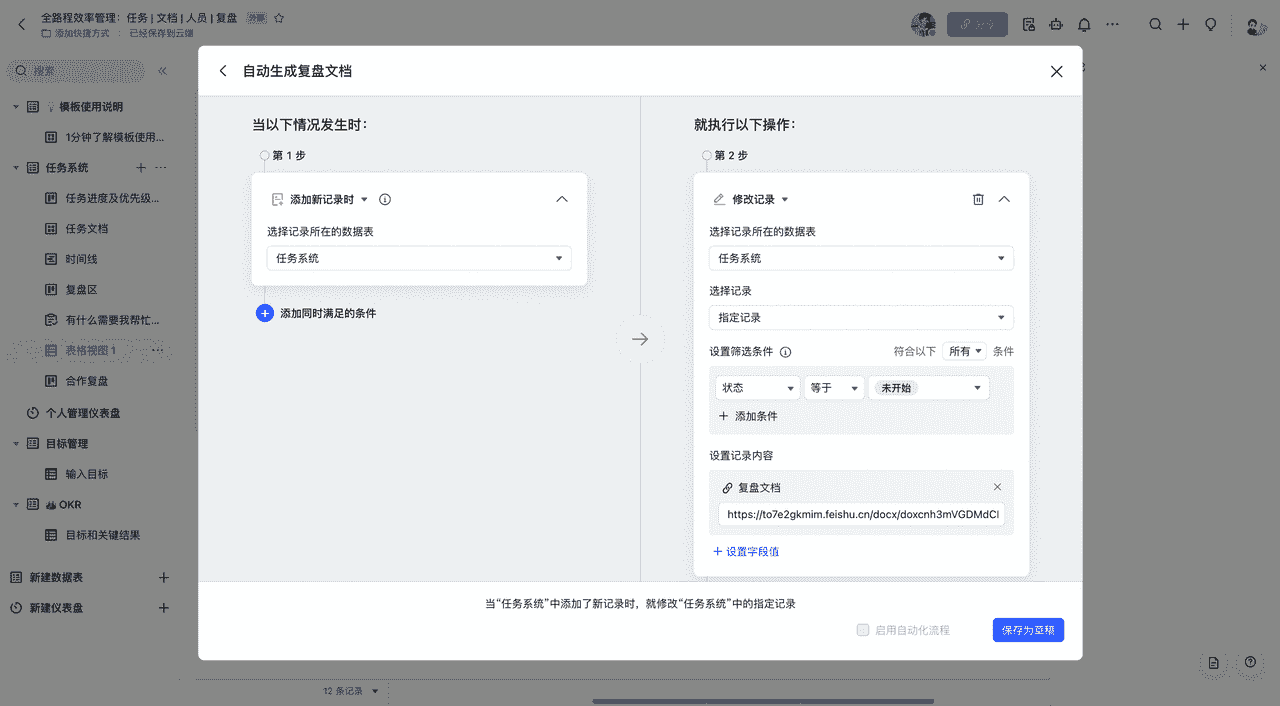 全路程效率管理：任务 | 文档 | 人员 | 复盘 外部
添加快捷方式
已经保存到云端
搜索
模板使用说明
1分钟了解模板使用...
任务系统
任务进度及优先级...
任务文档
时间线
复盘区
有什么需要我帮忙...
表格视图 1
合作复盘
个人管理仪表盘
目标管理
输入目标
OKR
目标和关键结果
新建数据表
新建仪表盘
自动生成复盘文档
当以下情况发生时：
第 1 步
添加新记录时
选择记录所在的数据表
任务系统
添加同时满足的条件
就执行以下操作：
第 2 步
修改记录
选择记录所在的数据表
任务系统
选择记录
指定记录
设置筛选条件
符合以下 所有 条件
状态 等于 未开始
添加条件
设置记录内容
复盘文档
https://to7e2gkmim.feishu.cn/docx/doxcnh3mVGDMdCl
设置字段值
当“任务系统”中添加了新记录时，就修改“任务系统”中的指定记录
启用自动化流程
保存为草稿
12 条记录